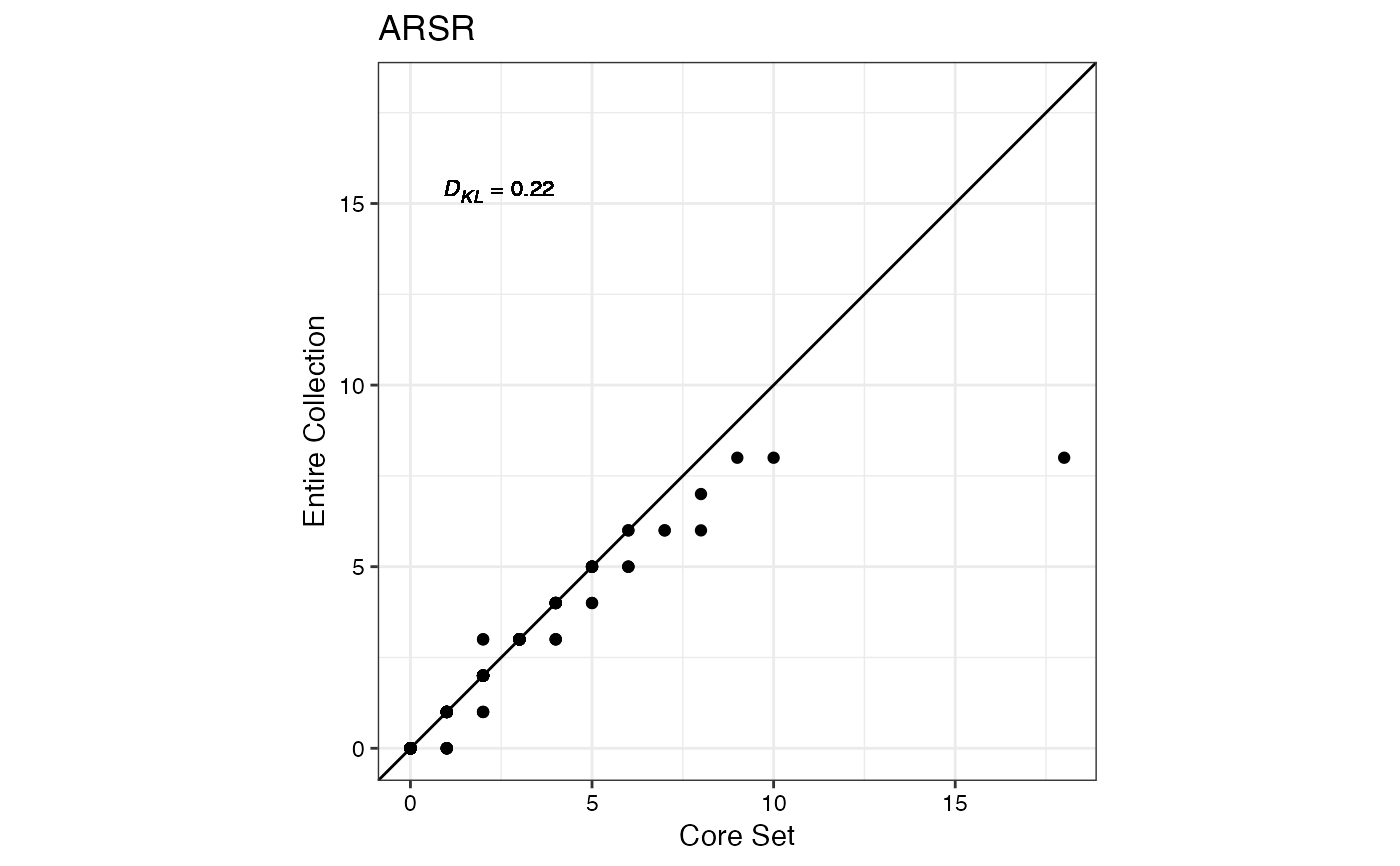 ARSR
D_KL = 0.22
15
10
5
0
Entire Collection
0 5 10 15
Core Set